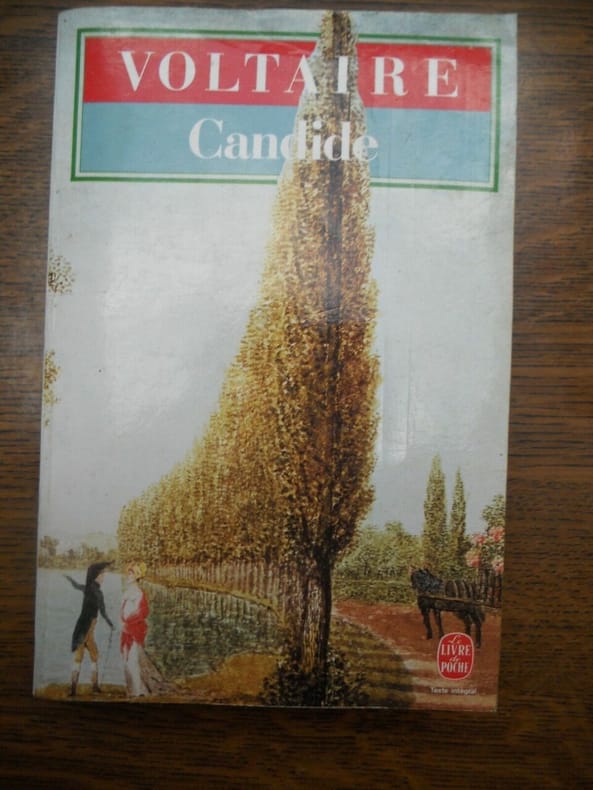 VOLTAIRE
Candide
Le
LIVRE
de
POCHE
Texte intégral